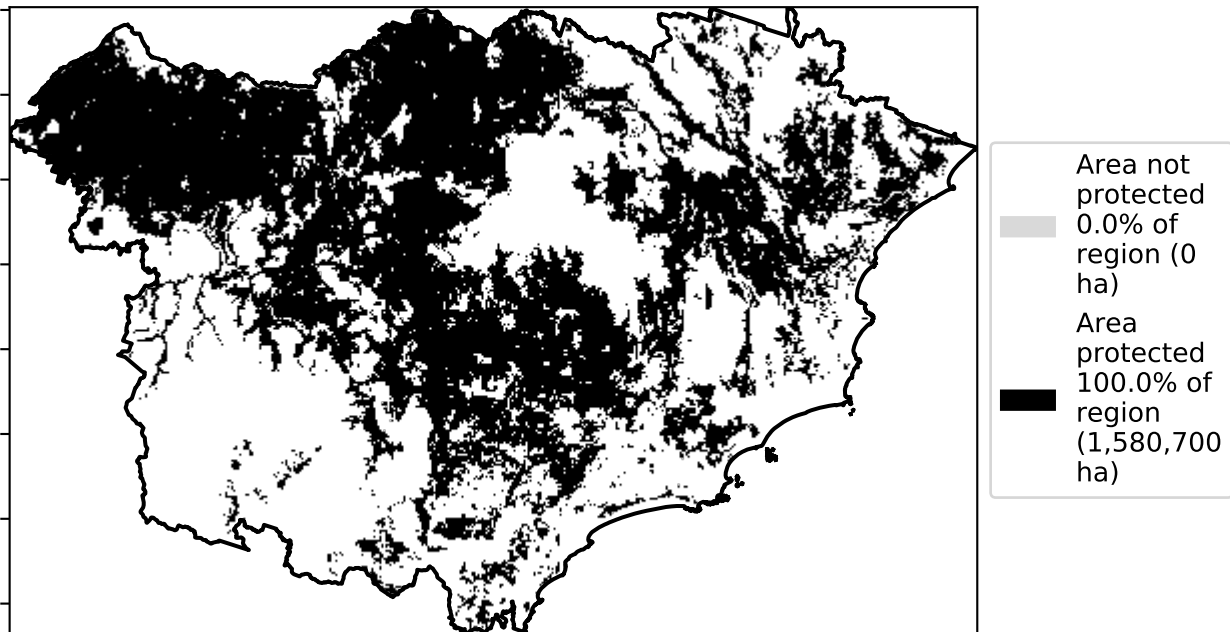 Area not
protected
0.0% of
region (0
ha)
Area
protected
100.0% of
region
(1,580,700
ha)